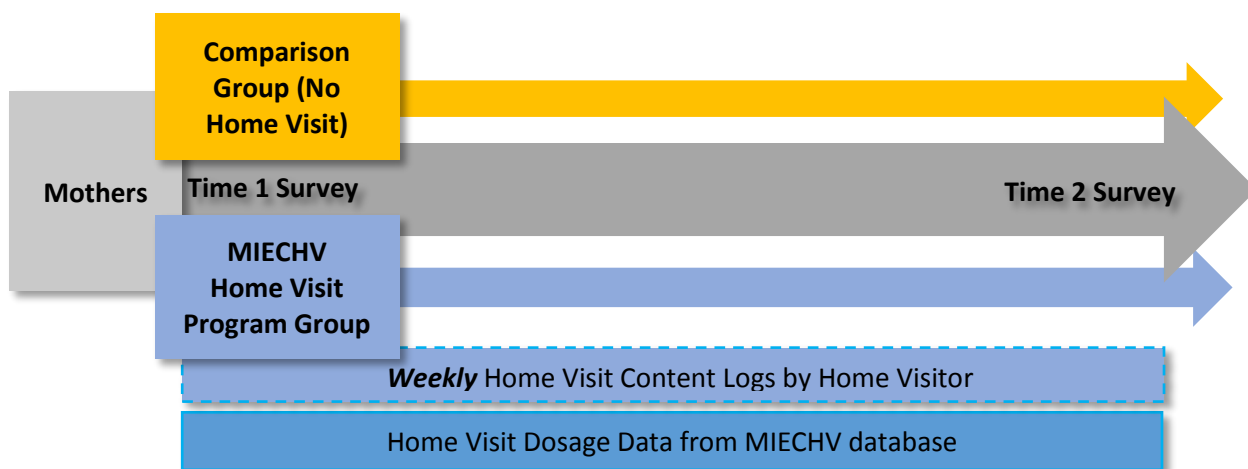 Comparison
Group (No
Home Visit)
Mothers
Time 1 Survey
Time 2 Survey
MIECHV
Home Visit
Program Group
Weekly Home Visit Content Logs by Home Visitor
Home Visit Dosage Data from MIECHV database